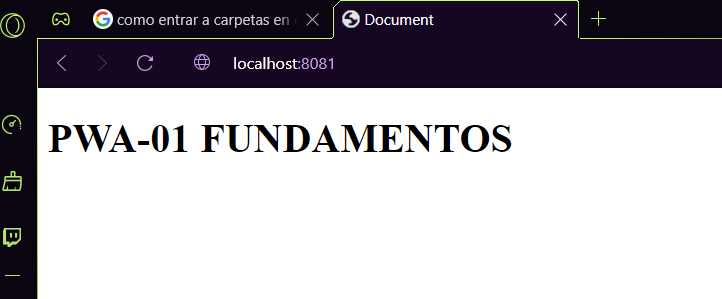 como entrar a carpetas en
Document
localhost:8081
PWA-01 FUNDAMENTOS